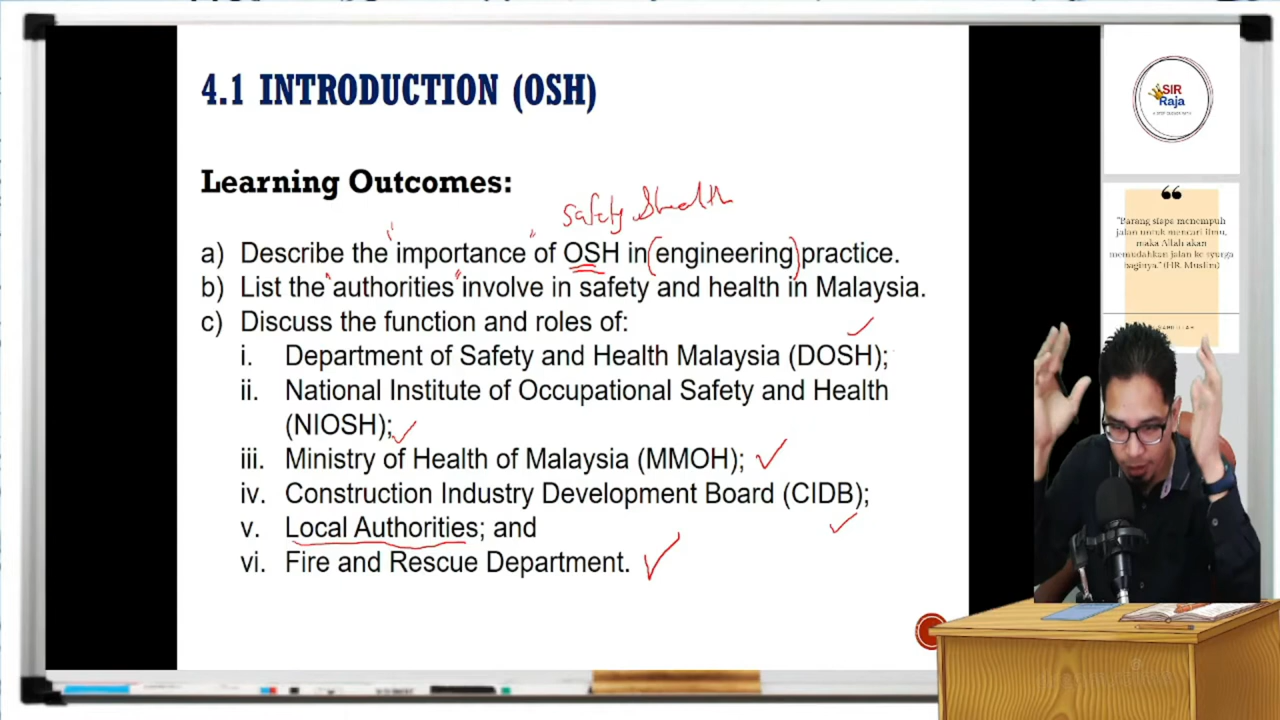 4.1 INTRODUCTION (OSH)
SIR
Raja
Learning Outcomes:
Safety & health
a) Describe the "importance" of OSH in (engineering) practice.
b) List the "authorities" involve in safety and health in Malaysia.
c) Discuss the function and roles of:
i. Department of Safety and Health Malaysia (DOSH);
ii. National Institute of Occupational Safety and Health
(NIOSH);
iii. Ministry of Health of Malaysia (MMOH);
iv. Construction Industry Development Board (CIDB);
v. Local Authorities; and
vi. Fire and Rescue Department.
"Barang siapa menempuh
jalan untuk mencari ilmu,
maka Allah akan
memudahkan jalan ke syurga
baginya." (HR. Muslim)